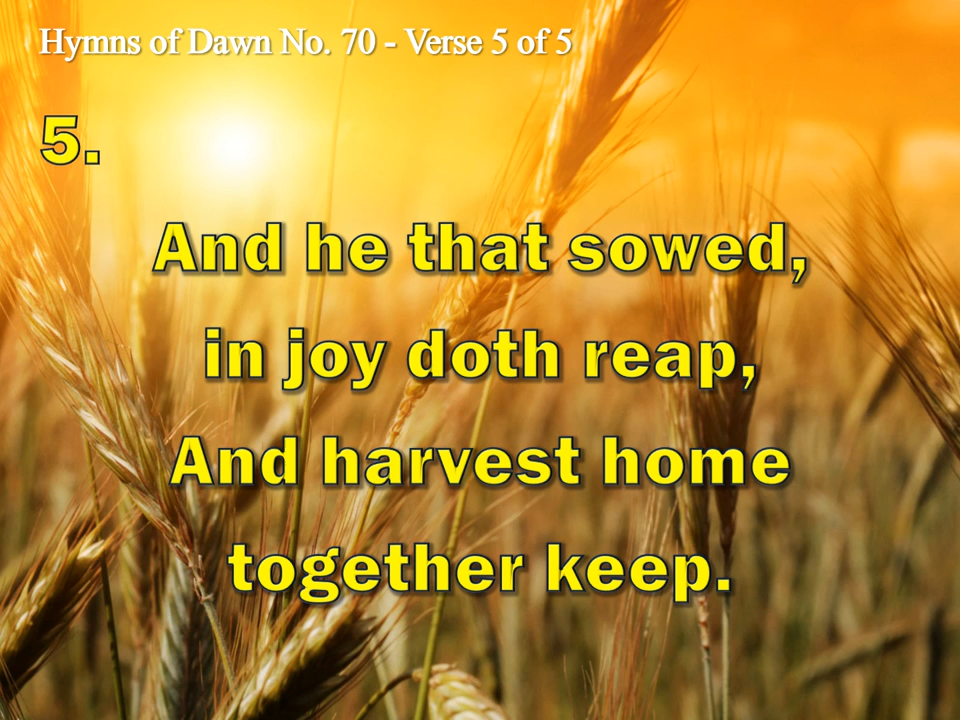 Hymns of Dawn No. 70 - Verse 5 of 5
5.
And he that sowed,
in joy doth reap,
And harvest home
together keep.